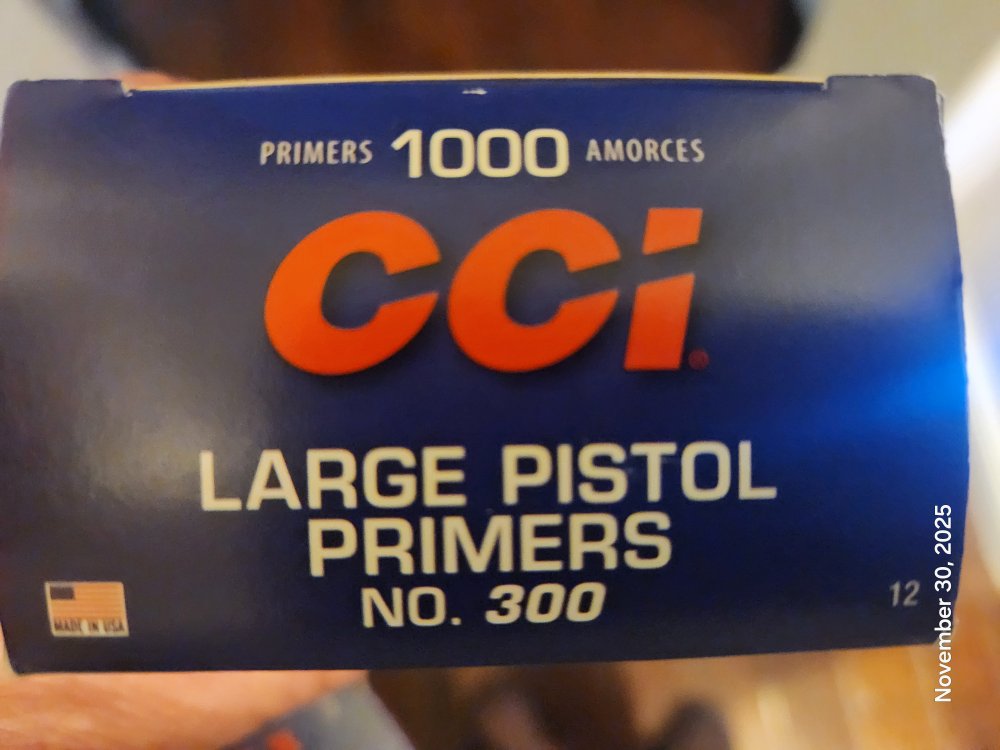 PRIMERS 1000 AMORCES
CCi®
LARGE PISTOL
PRIMERS
NO. 300
MADE IN USA
12
November 30, 2025